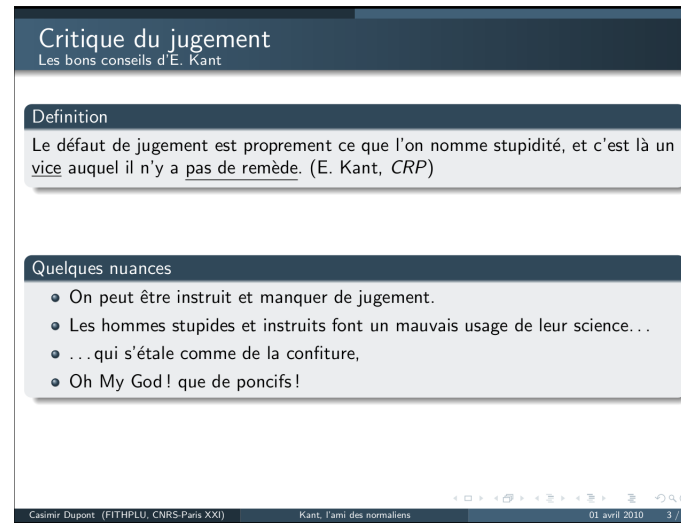 Critique du jugement
Les bons conseils d'E. Kant
Definition
Le défaut de jugement est proprement ce que l'on nomme stupidité, et c'est là un
vice auquel il n'y a pas de remède. (E. Kant, CRP)
Quelques nuances
On peut être instruit et manquer de jugement.
Les hommes stupides et instruits font un mauvais usage de leur science...
...qui s'étale comme de la confiture,
Oh My God ! que de poncifs !
Casimir Dupont (FITHPLU, CNRS-Paris XXI) Kant, l'ami des normaliens 01 avril 2010 3 /